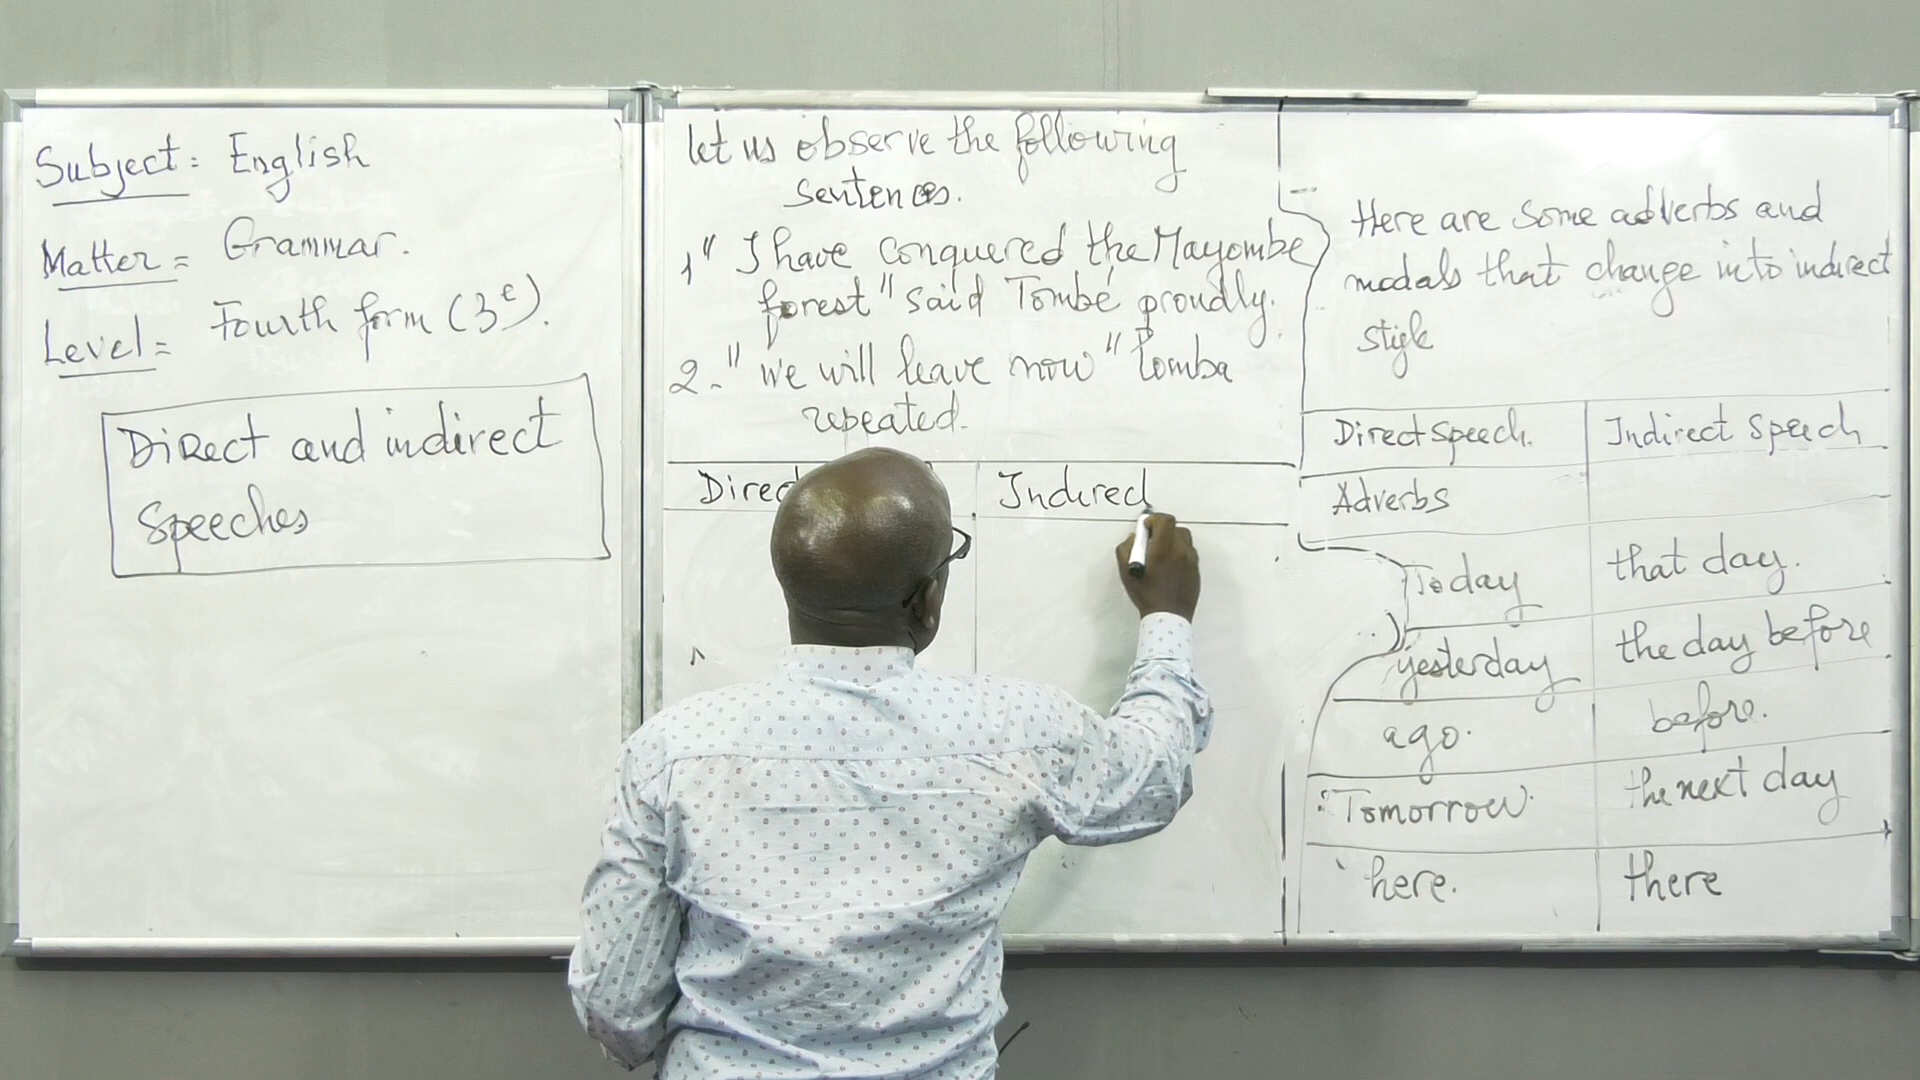 Subject: English
Matter = Grammar.
Level = Fourth form (3e).
Direct and indirect
Speeches
let us observe the following
sentences.
1" I have conquered the Mayombe
forest" said Tombé proudly.
2-" we will leave now" tomba
repeated.
Indirect
Here are some adverbs and
modals that change into indirect
style
Direct speech. Indirect speech
Adverbs
Today that day.
yesterday the day before
ago. before.
Tomorrow. the next day
here. there